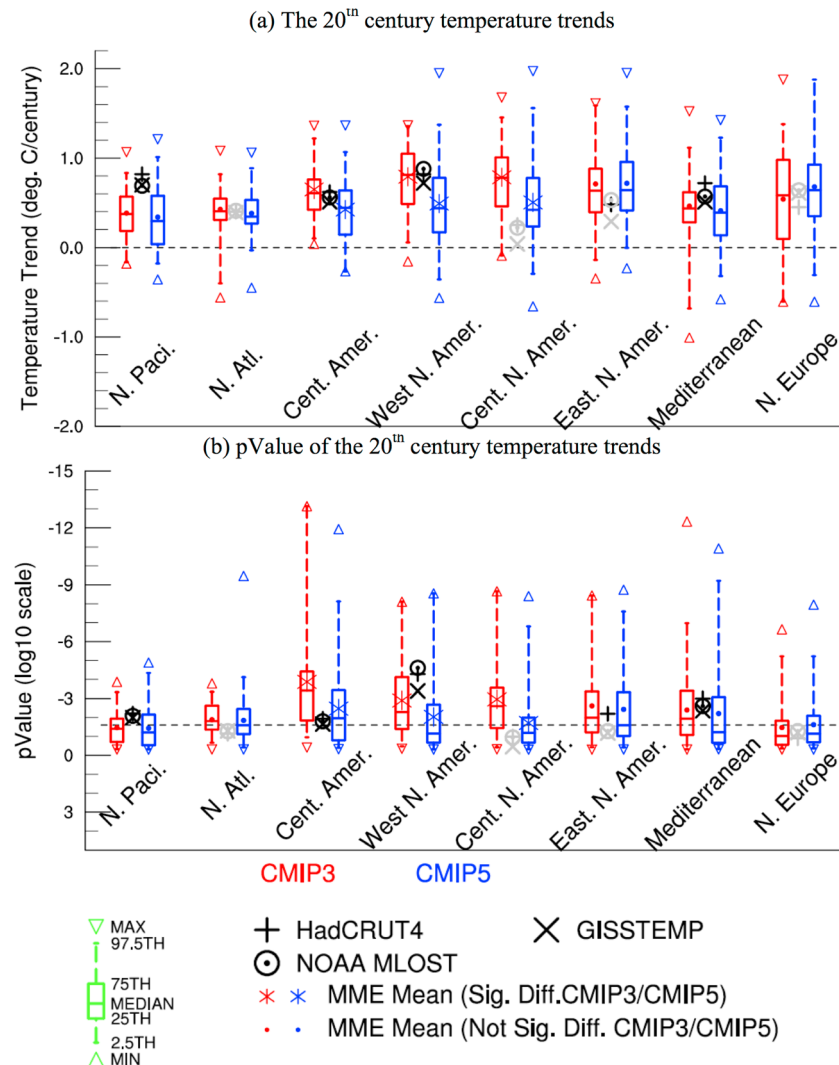 (a) The 20th century temperature trends
Temperature Trend (deg. C/century)
2.0
1.0
0.0
-1.0
-2.0
N. Paci.
N. Atl.
Cent. Amer.
West N. Amer.
Cent. N. Amer.
East. N. Amer.
Mediterranean
N. Europe
(b) pValue of the 20th century temperature trends
pValue (log10 scale)
-15
-12
-9
-6
-3
0
3
N. Paci.
N. Atl.
Cent. Amer.
West N. Amer.
Cent. N. Amer.
East. N. Amer.
Mediterranean
N. Europe
CMIP3 CMIP5
MAX
97.5TH
75TH
MEDIAN
25TH
2.5TH
MIN
HadCRUT4 GISSTEMP
NOAA MLOST
MME Mean (Sig. Diff.CMIP3/CMIP5)
MME Mean (Not Sig. Diff. CMIP3/CMIP5)